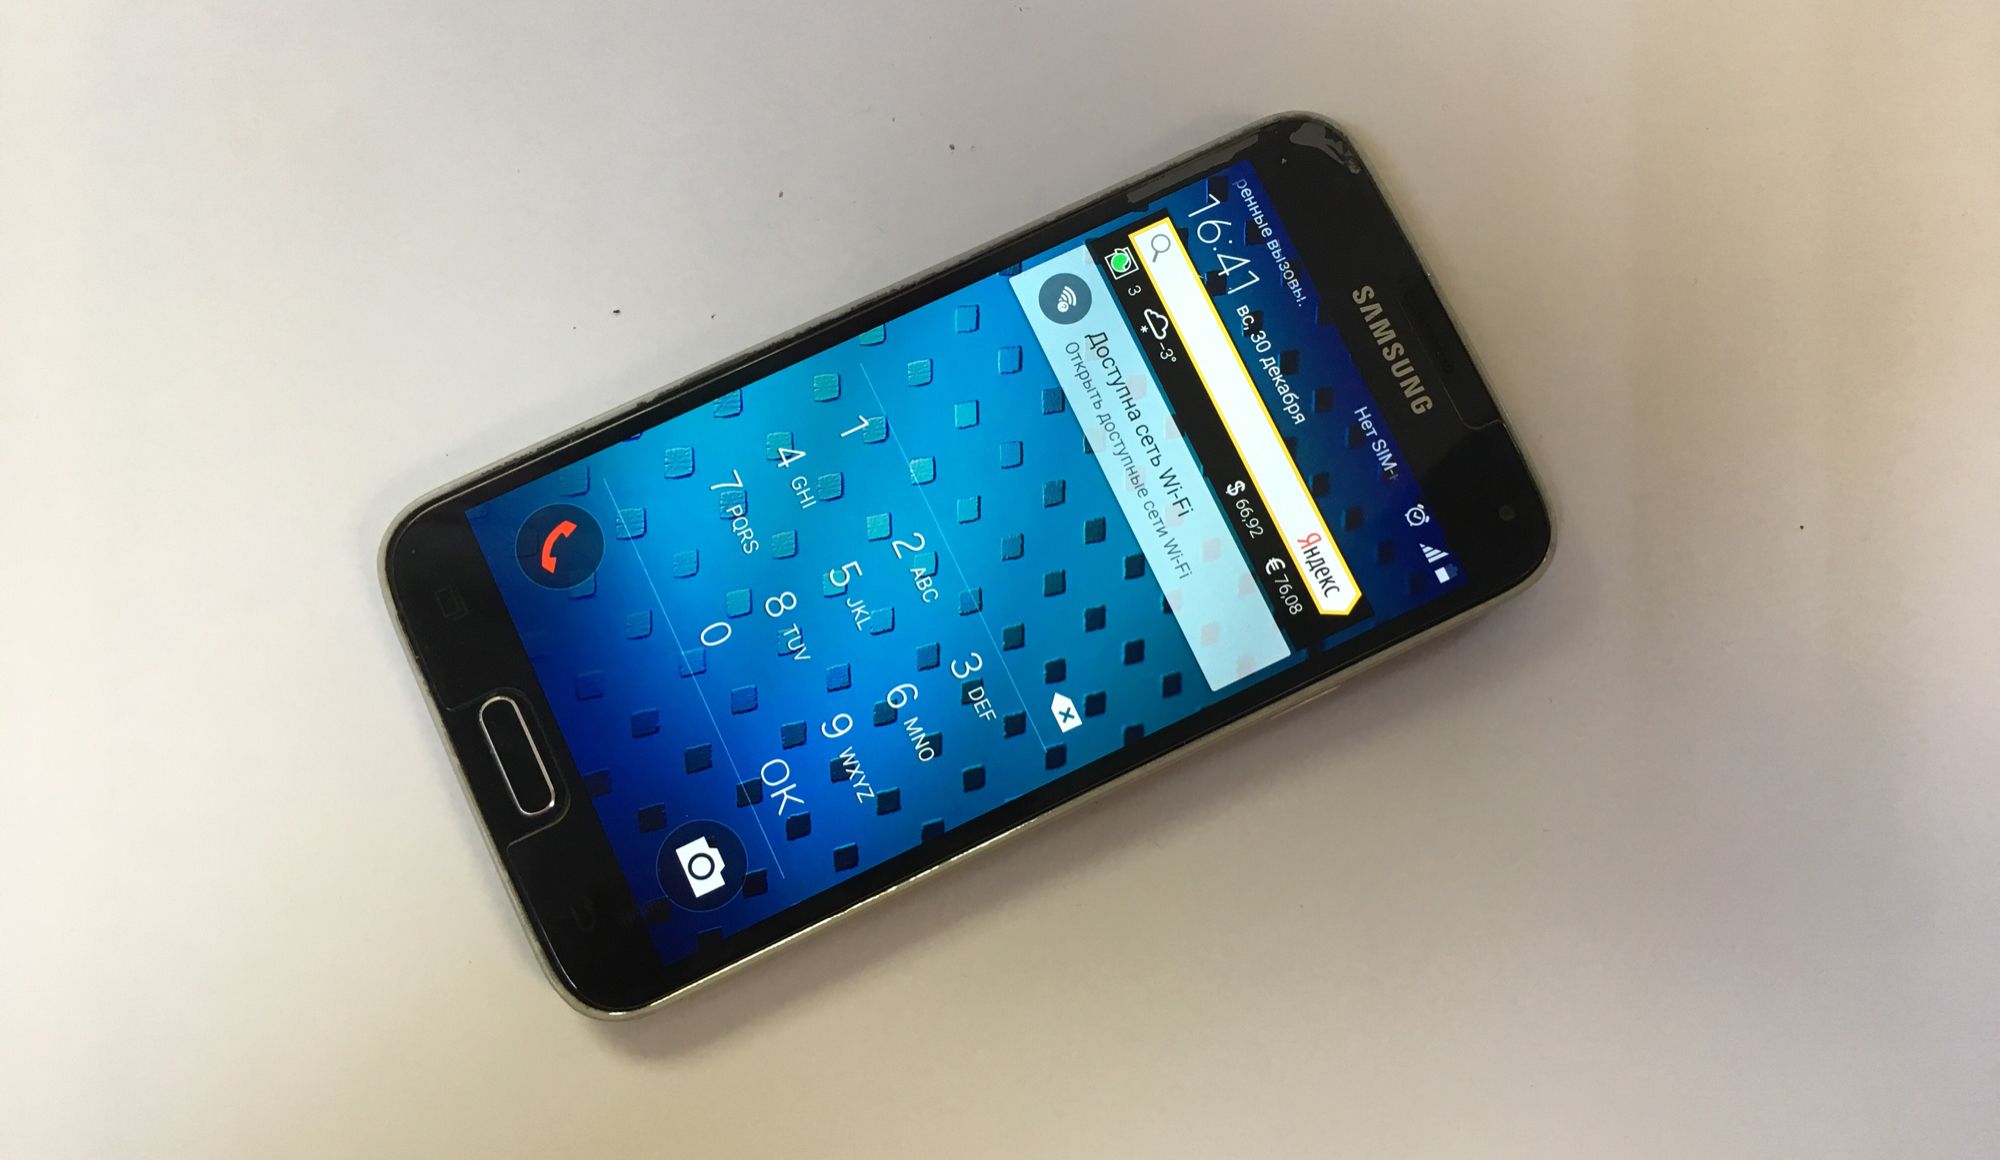 SAMSUNG
ренные вызовы.
Нет SIM-к
16:41 вс, 30 декабря
Яндекс
3 -3° $ 66,92 € 76,08
Доступна сеть Wi-Fi
Открыть доступные сети Wi-Fi
1 2 ABC 3 DEF
4 GHI 5 JKL 6 MNO
7 PQRS 8 TUV 9 WXYZ
0 OK